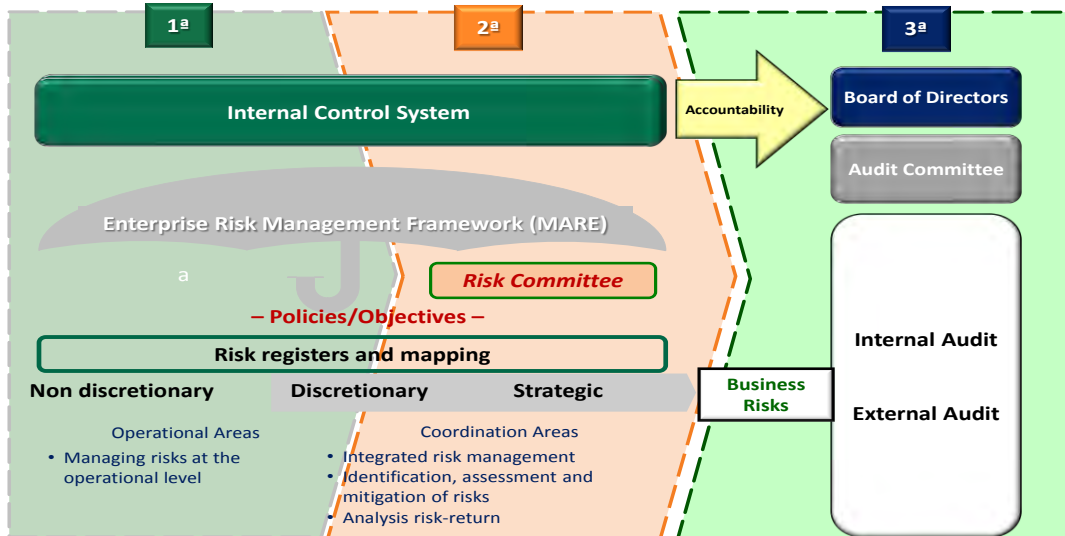 1ª
2ª
3ª
Internal Control System
Accountability
Board of Directors
Audit Committee
Enterprise Risk Management Framework (MARE)
a
Risk Committee
– Policies/Objectives –
Risk registers and mapping
Non discretionary
Discretionary
Strategic
Business
Risks
Internal Audit
External Audit
Operational Areas
• Managing risks at the
operational level
Coordination Areas
• Integrated risk management
• Identification, assessment and
mitigation of risks
• Analysis risk-return